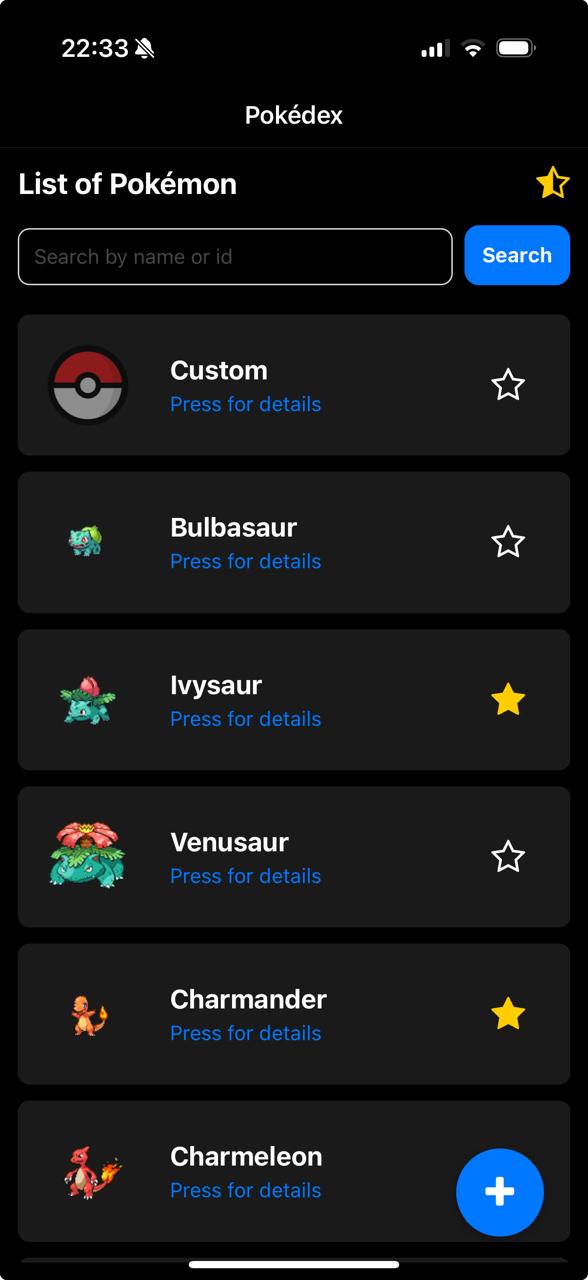 22:33
Pokédex
List of Pokémon
Search by name or id
Search
Custom
Press for details
Bulbasaur
Press for details
Ivysaur
Press for details
Venusaur
Press for details
Charmander
Press for details
Charmeleon
Press for details